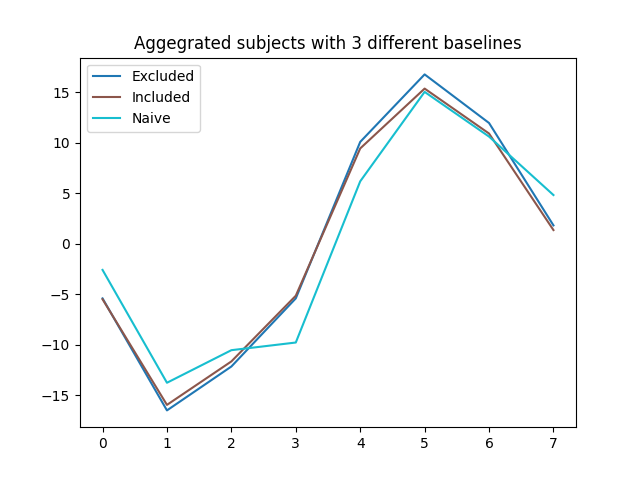 Aggegrated subjects with 3 different baselines
Excluded
Included
Naive
15
10
5
0
−5
−10
−15
0 1 2 3 4 5 6 7